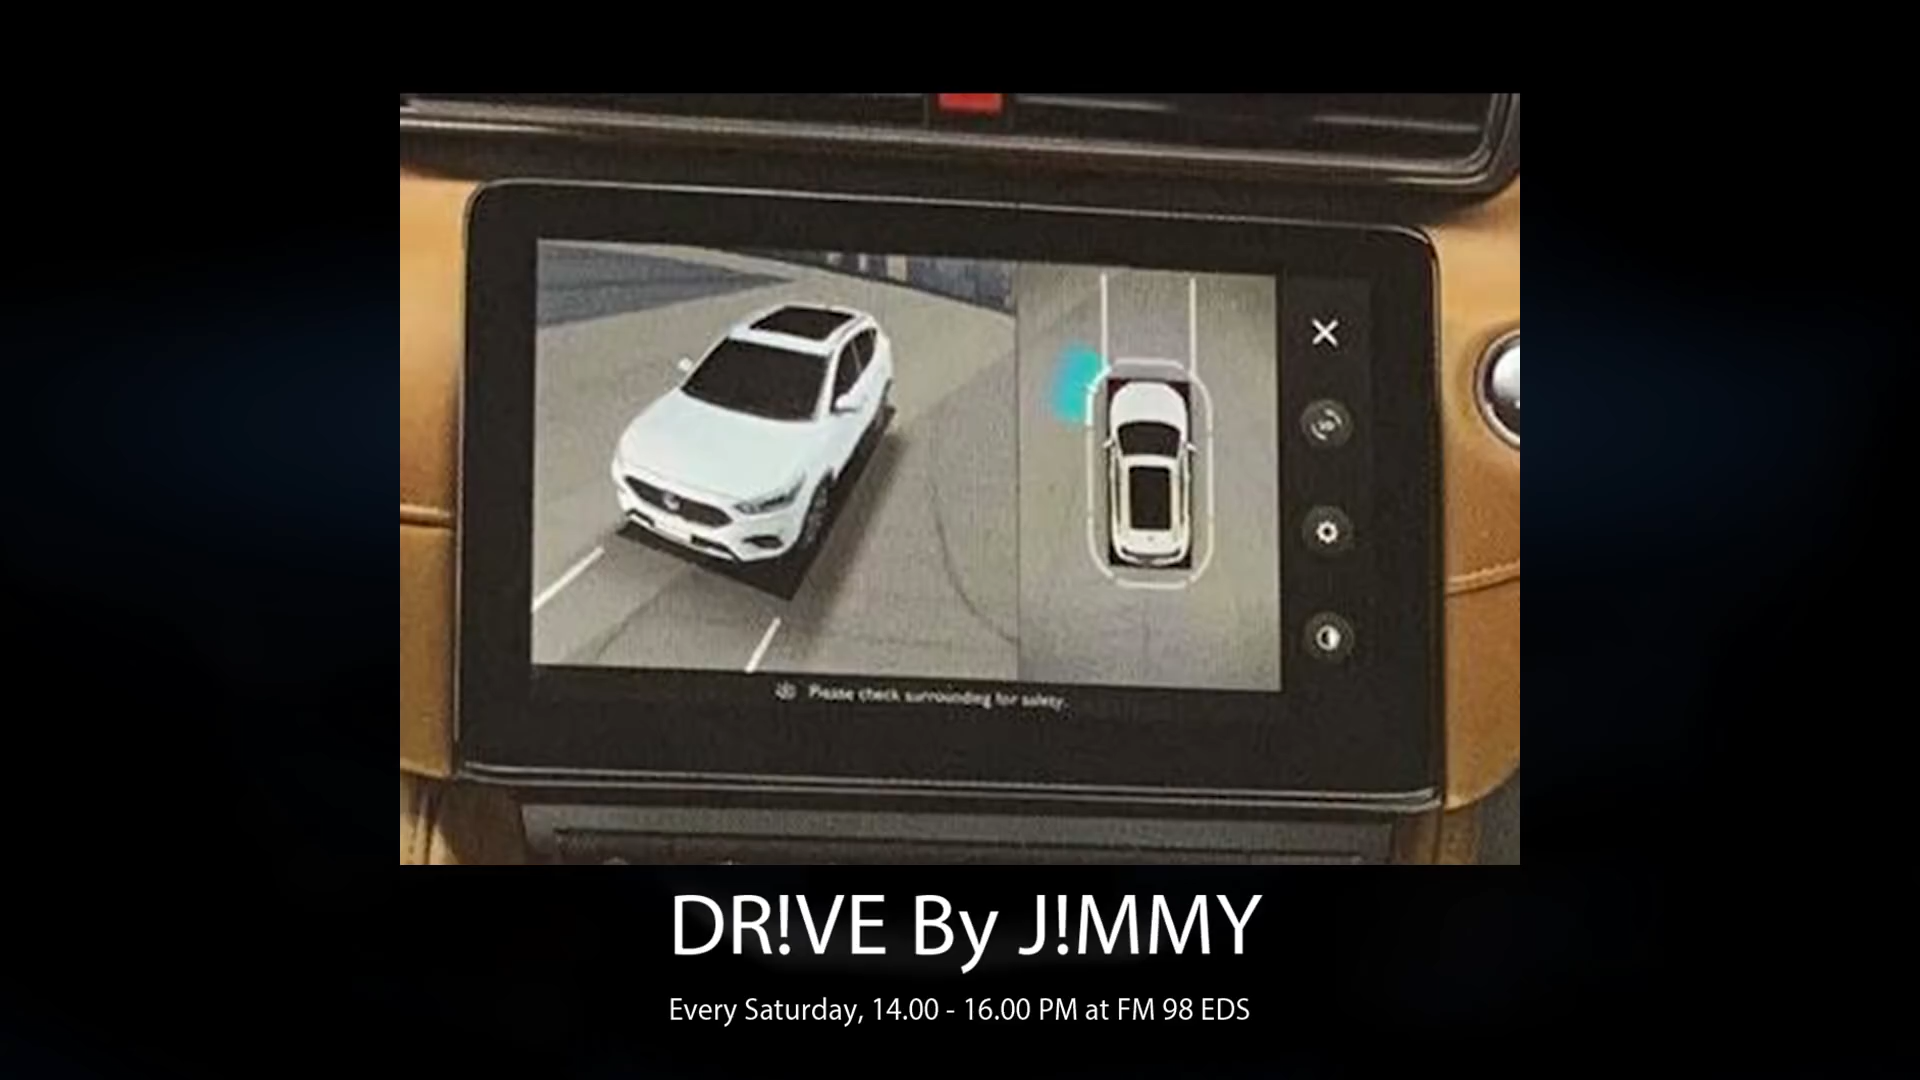 Please check surrounding for safety.
DR!VE By J!MMY
Every Saturday, 14.00 - 16.00 PM at FM 98 EDS